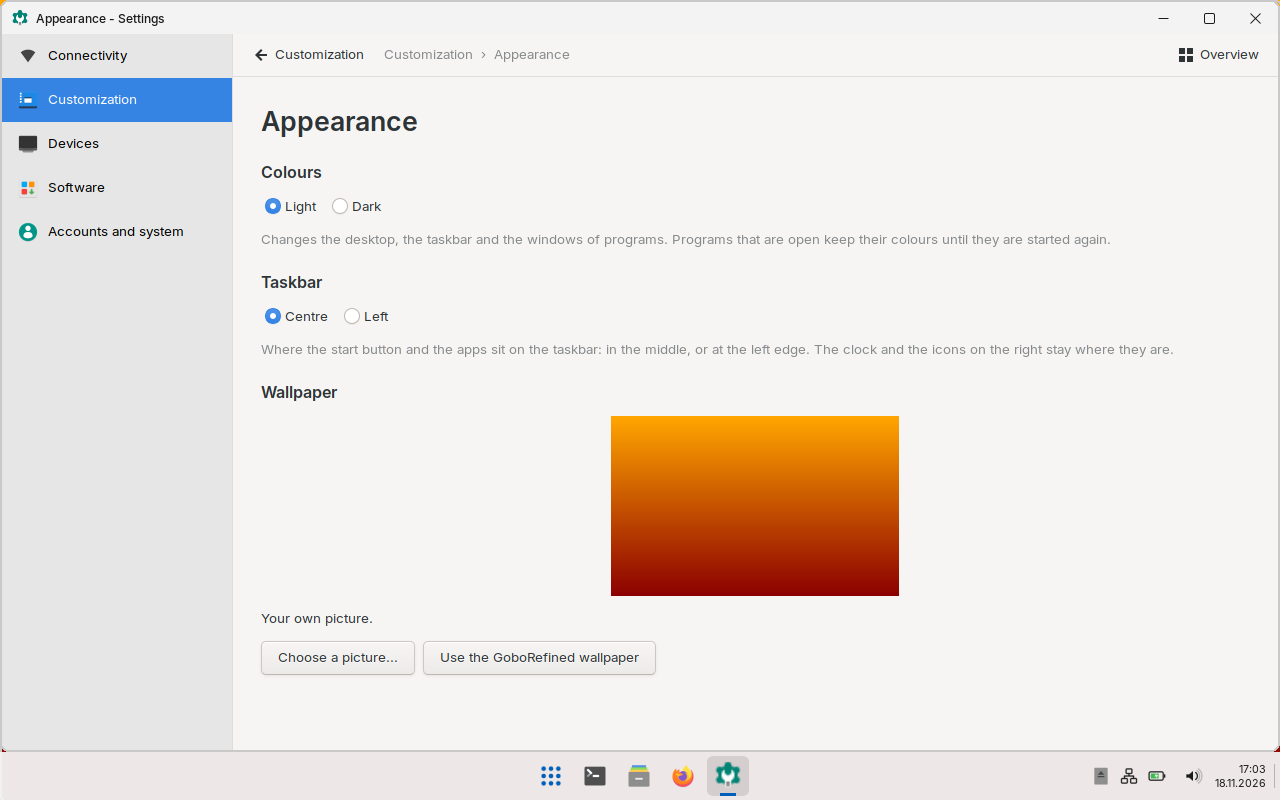 Appearance - Settings
Connectivity
Customization
Devices
Software
Accounts and system
Customization
Customization › Appearance
Overview
Appearance
Colours
Light
Dark
Changes the desktop, the taskbar and the windows of programs. Programs that are open keep their colours until they are started again.
Taskbar
Centre
Left
Where the start button and the apps sit on the taskbar: in the middle, or at the left edge. The clock and the icons on the right stay where they are.
Wallpaper
Your own picture.
Choose a picture...
Use the GoboRefined wallpaper
17:03
18.11.2026